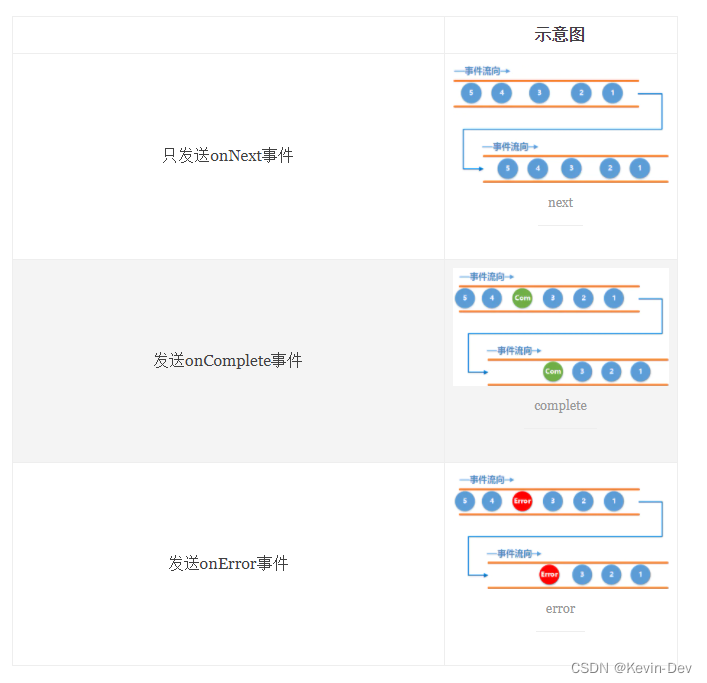 示意图
—事件流向→
5 4 3 2 1
只发送onNext事件
—事件流向→
5 4 3 2 1
next
—事件流向→
5 4 Com 3 2 1
发送onComplete事件
—事件流向→
Com 3 2 1
complete
—事件流向→
5 4 Error 3 2 1
发送onError事件
—事件流向→
Error 3 2 1
error
CSDN @Kevin-Dev